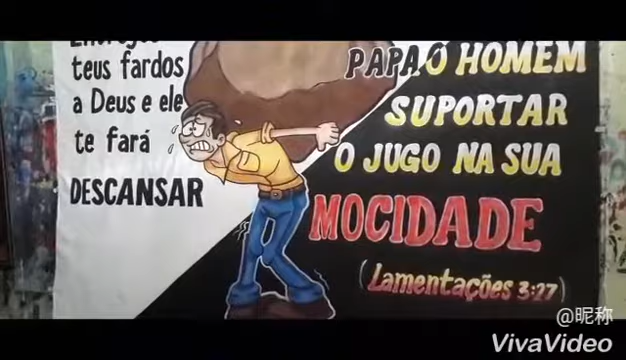 teus fardos
a Deus e ele
te fará
DESCANSAR
PAPA O HOMEM
SUPORTAR
O JUGO NA SUA
MOCIDADE
(Lamentações 3:27)
@昵称
VivaVideo